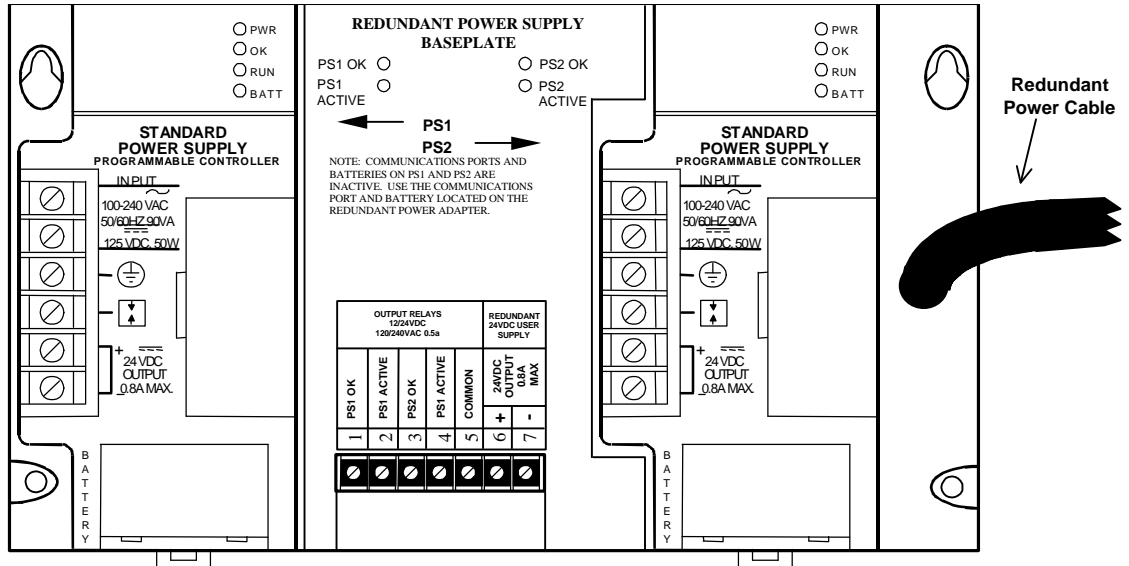 PWR
OK
RUN
BATT
STANDARD
POWER SUPPLY
PROGRAMMABLE CONTROLLER
INPUT
100-240 VAC
50/60HZ 90VA
125 VDC, 50W
+
24 VDC
OUTPUT
0.8A MAX.
-
BATTERY
REDUNDANT POWER SUPPLY
BASEPLATE
PS1 OK
PS1
ACTIVE
PS2 OK
PS2
ACTIVE
PS1
PS2
NOTE: COMMUNICATIONS PORTS AND
BATTERIES ON PS1 AND PS2 ARE
INACTIVE. USE THE COMMUNICATIONS
PORT AND BATTERY LOCATED ON THE
REDUNDANT POWER ADAPTER.
OUTPUT RELAYS
12/24VDC
120/240VAC 0.5a
REDUNDANT
24VDC USER
SUPPLY
PS1 OK
PS1 ACTIVE
PS2 OK
PS1 ACTIVE
COMMON
24VDC
OUTPUT
0.8A
MAX
+
-
1 2 3 4 5 6 7
PWR
OK
RUN
BATT
STANDARD
POWER SUPPLY
PROGRAMMABLE CONTROLLER
INPUT
100-240 VAC
50/60HZ 90VA
125 VDC, 50W
+
24 VDC
OUTPUT
0.8A MAX.
-
BATTERY
Redundant
Power Cable